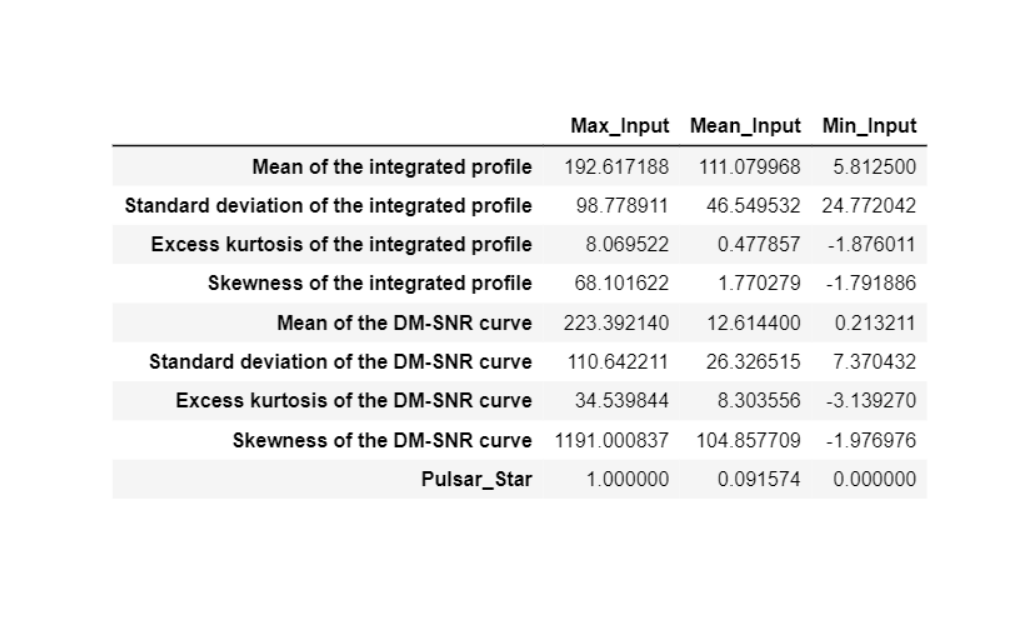 Max_Input Mean_Input Min_Input
Mean of the integrated profile 192.617188 111.079968 5.812500
Standard deviation of the integrated profile 98.778911 46.549532 24.772042
Excess kurtosis of the integrated profile 8.069522 0.477857 -1.876011
Skewness of the integrated profile 68.101622 1.770279 -1.791886
Mean of the DM-SNR curve 223.392140 12.614400 0.213211
Standard deviation of the DM-SNR curve 110.642211 26.326515 7.370432
Excess kurtosis of the DM-SNR curve 34.539844 8.303556 -3.139270
Skewness of the DM-SNR curve 1191.000837 104.857709 -1.976976
Pulsar_Star 1.000000 0.091574 0.000000